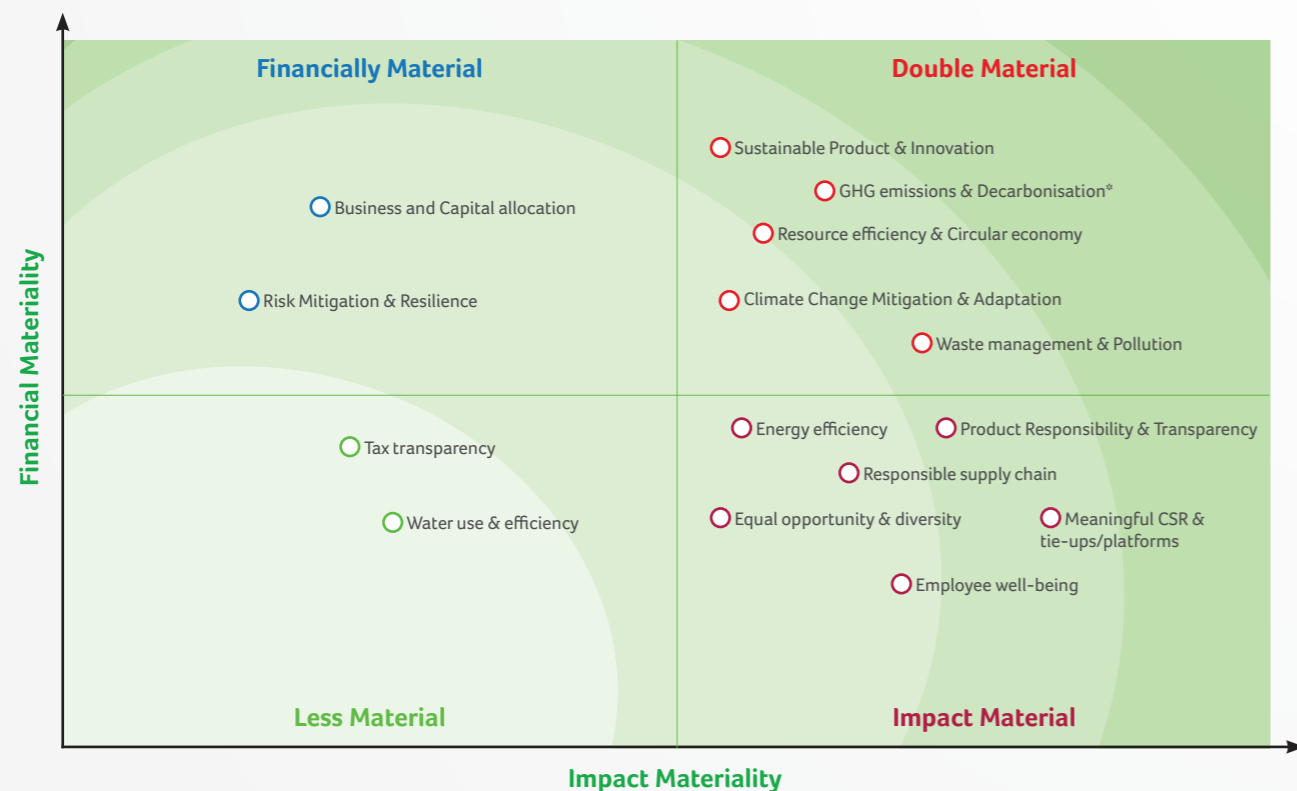 Financially Material
Double Material
Sustainable Product & Innovation
GHG emissions & Decarbonisation*
Business and Capital allocation
Resource efficiency & Circular economy
Risk Mitigation & Resilience
Climate Change Mitigation & Adaptation
Waste management & Pollution
Financial Materiality
Tax transparency
Energy efficiency
Product Responsibility & Transparency
Responsible supply chain
Water use & efficiency
Equal opportunity & diversity
Meaningful CSR &
tie-ups/platforms
Employee well-being
Less Material
Impact Material
Impact Materiality